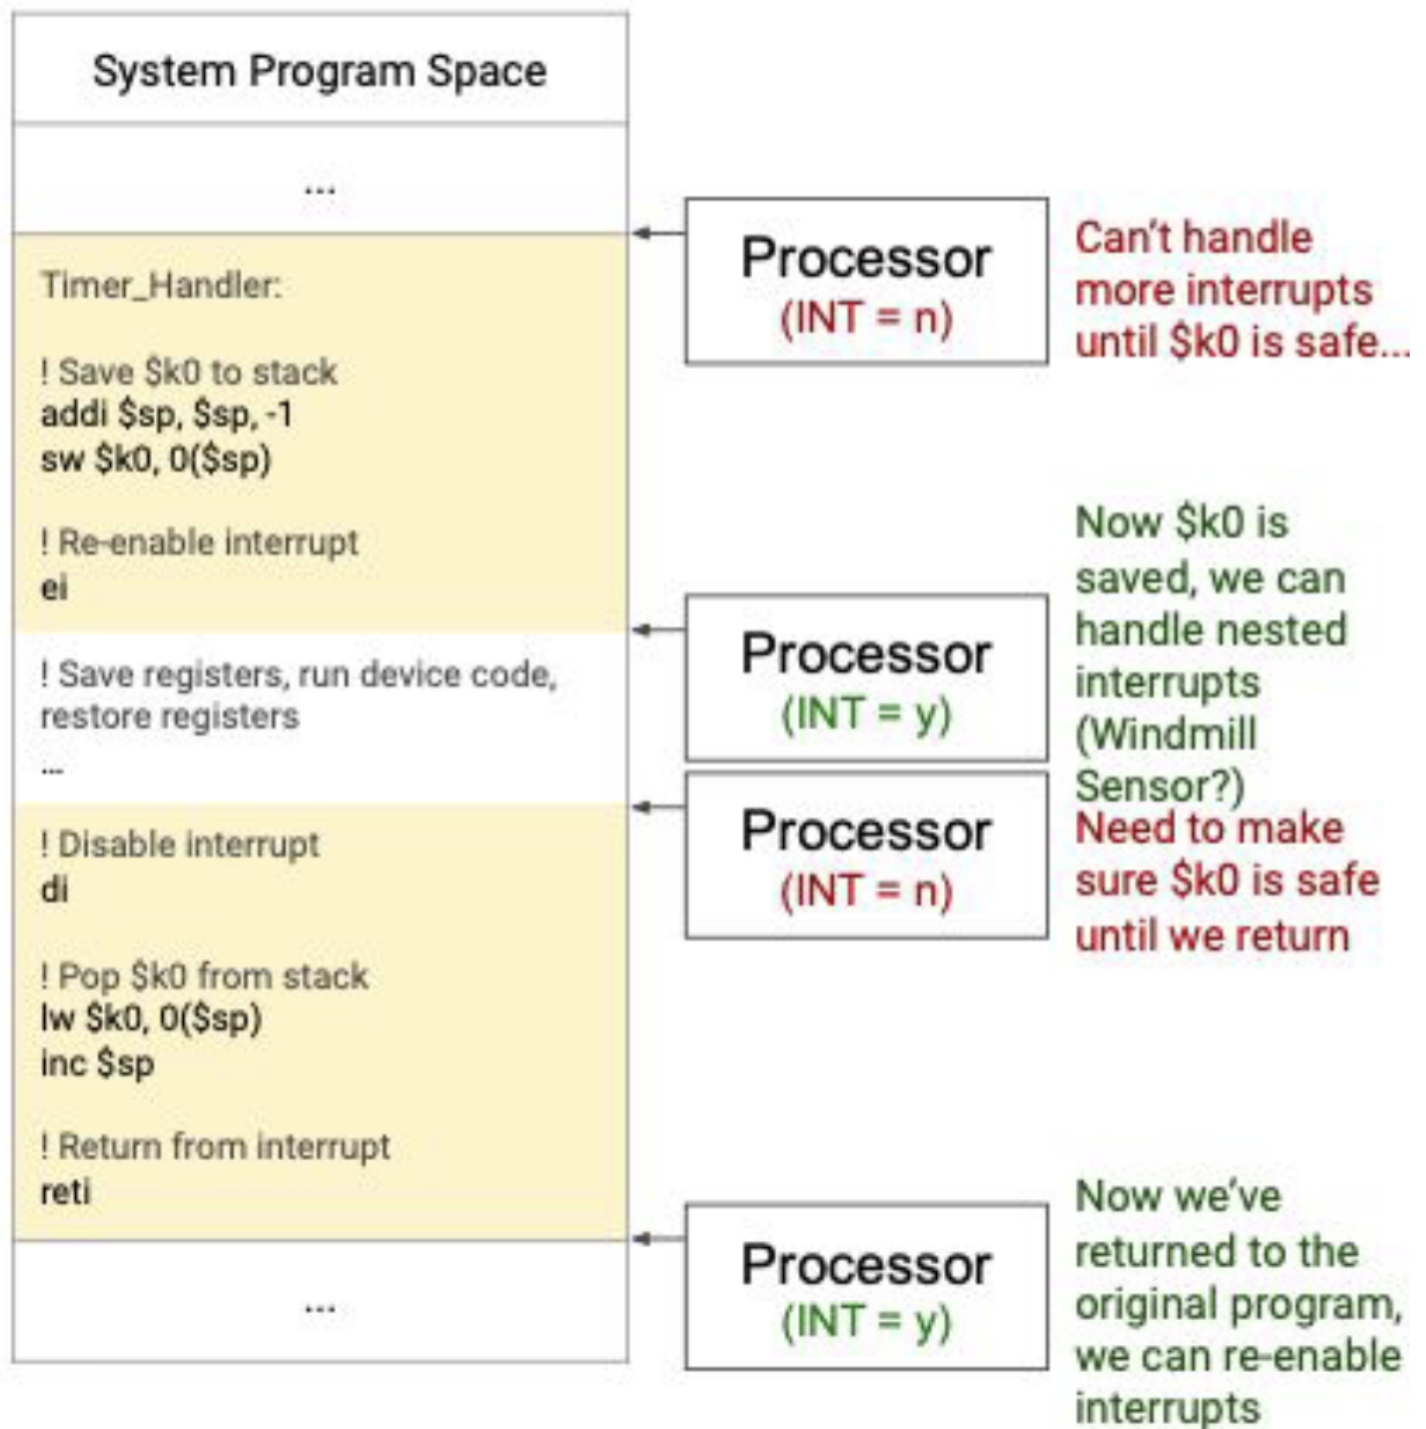 System Program Space
...
Timer_Handler:
! Save $k0 to stack
addi $sp, $sp, -1
sw $k0, 0($sp)
! Re-enable interrupt
ei
! Save registers, run device code,
restore registers
...
! Disable interrupt
di
! Pop $k0 from stack
lw $k0, 0($sp)
inc $sp
! Return from interrupt
reti
...
Processor
(INT = n)
Can't handle
more interrupts
until $k0 is safe...
Processor
(INT = y)
Now $k0 is
saved, we can
handle nested
interrupts
(Windmill
Sensor?)
Processor
(INT = n)
Need to make
sure $k0 is safe
until we return
Processor
(INT = y)
Now we've
returned to the
original program,
we can re-enable
interrupts